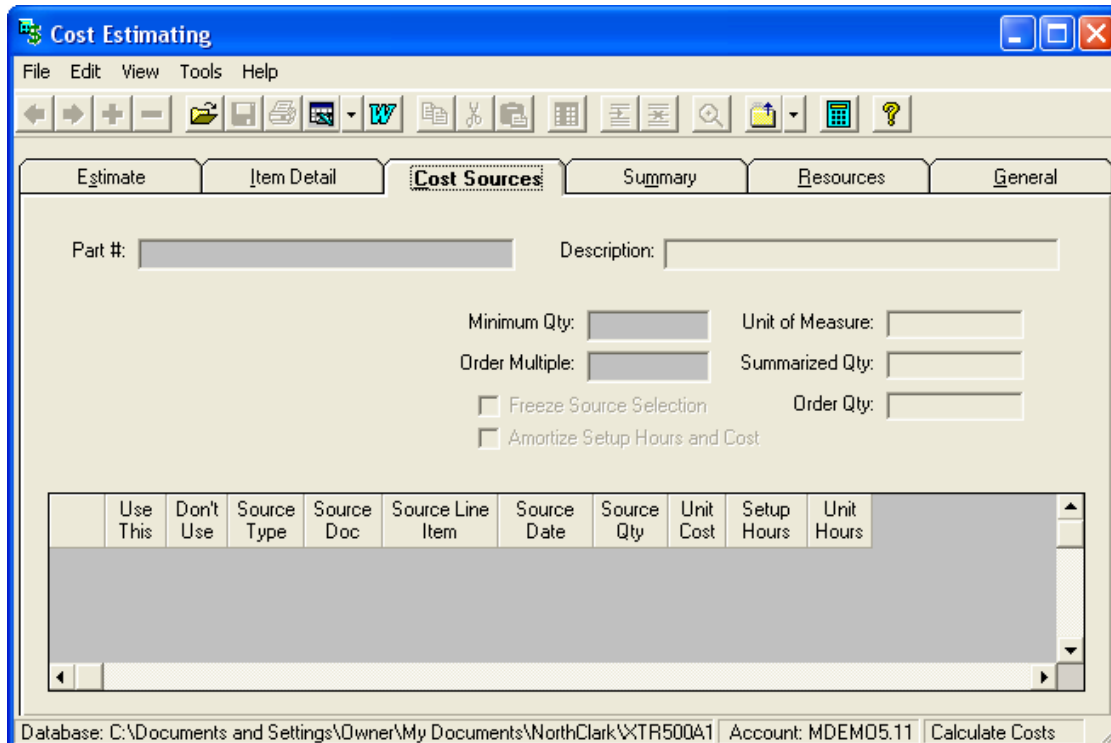 Cost Estimating
File Edit View Tools Help
Estimate Item Detail Cost Sources Summary Resources General
Part #: Description:
Minimum Qty: Unit of Measure:
Order Multiple: Summarized Qty:
Freeze Source Selection Order Qty:
Amortize Setup Hours and Cost
Use Don't Source Source Source Line Source Source Unit Setup Unit
This Use Type Doc Item Date Qty Cost Hours Hours
Database: C:\Documents and Settings\Owner\My Documents\NorthClark\XTR500A1 Account: MDEMO5.11 Calculate Costs